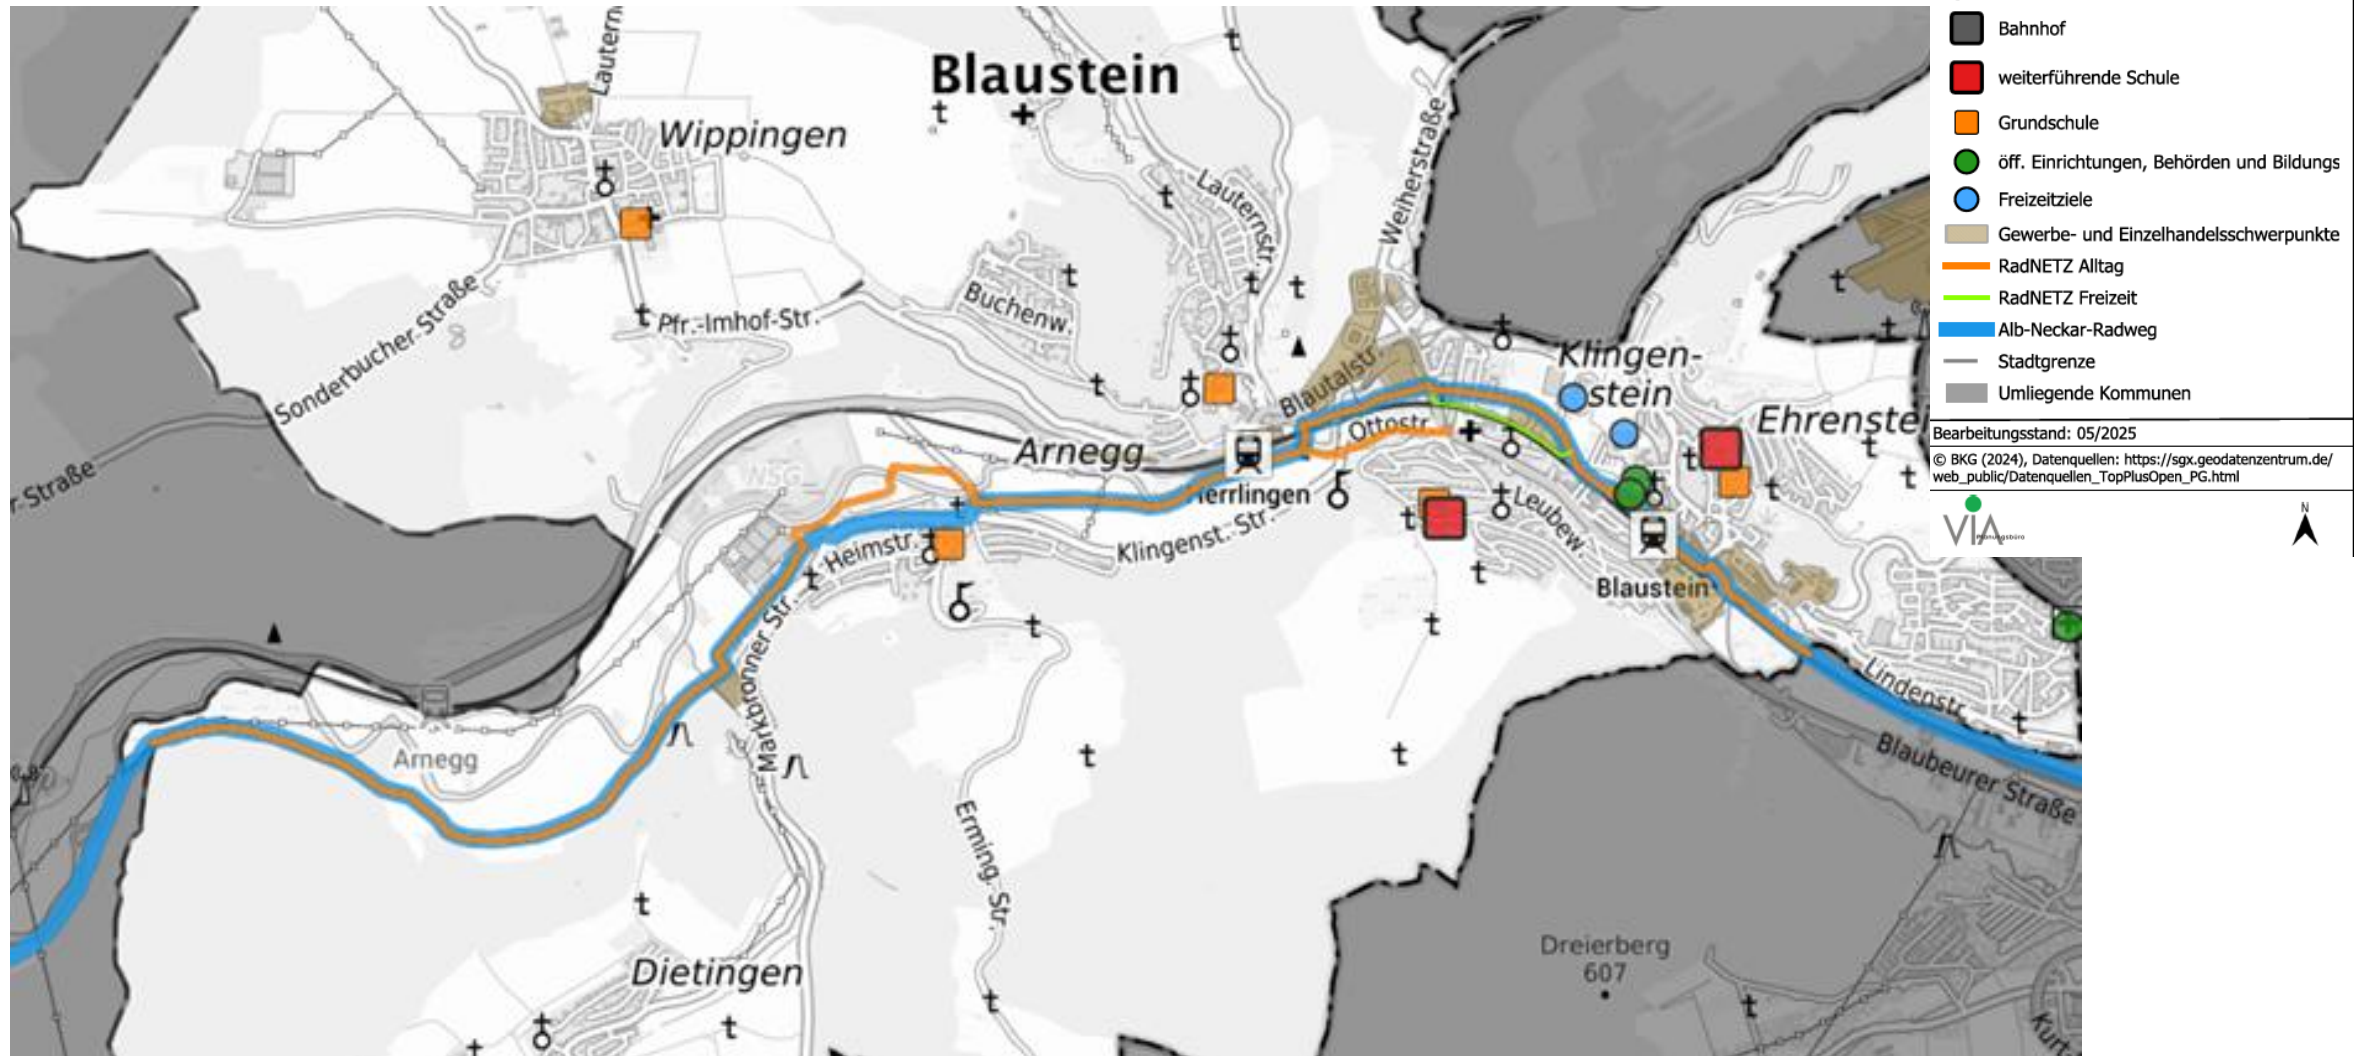 Lautern
Blaustein
Wippingen
Weiherstraße
Lauternstr.
Buchenw.
Pfr.-Imhof-Str.
Sonderbucher-Straße
r. Straße
Blautalstr.
Klingen-
stein
Ottostr.
Ehrenstei
Arnegg
WSG
errlingen
Klingenst.-Str.
Leubew.
Heimstr.
Blaustein
Markbronner Str.
Arnegg
Lindenstr.
Blaubeurer Straße
Erming. Str.
Dreierberg
607
Dietingen
Kurt-
Bahnhof
weiterführende Schule
Grundschule
öff. Einrichtungen, Behörden und Bildungs
Freizeitziele
Gewerbe- und Einzelhandelsschwerpunkte
RadNETZ Alltag
RadNETZ Freizeit
Alb-Neckar-Radweg
Stadtgrenze
Umliegende Kommunen
Bearbeitungsstand: 05/2025
© BKG (2024), Datenquellen: https://sgx.geodatenzentrum.de/
web_public/Datenquellen_TopPlusOpen_PG.html
VIA Planungsbüro
N